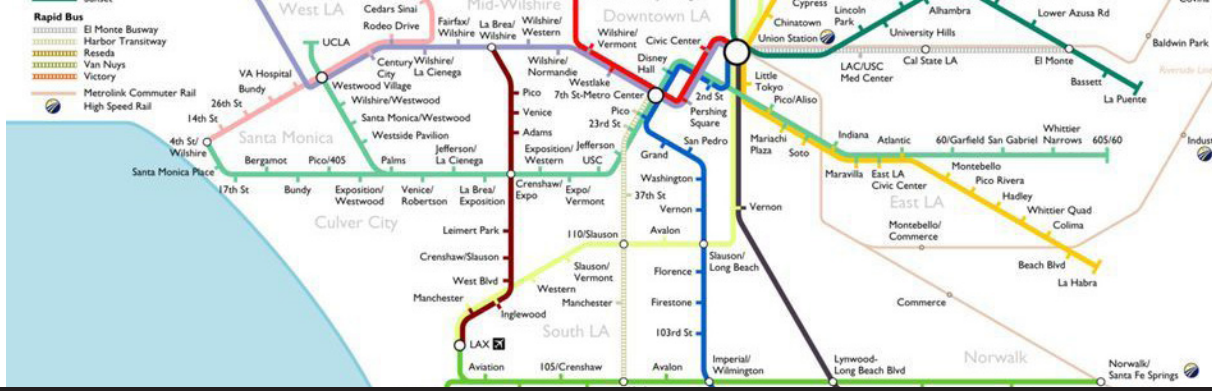 Sunset
Rapid Bus
El Monte Busway
Harbor Transitway
Reseda
Van Nuys
Victory
Metrolink Commuter Rail
High Speed Rail
West LA
Cedars Sinai
Rodeo Drive
Mid-Wilshire
Fairfax/
Wilshire
La Brea/
Wilshire
Wilshire/
Western
Downtown LA
Wilshire/
Vermont
Civic Center
Disney
Hall
Union Station
Chinatown
Cypress
Lincoln
Park
Alhambra
University Hills
Lower Azusa Rd
Baldwin Park
Covina
Riverside Line
UCLA
VA Hospital
Bundy
26th St
14th St
4th St/
Wilshire
Santa Monica Place
Santa Monica
Century
City
Wilshire/
La Cienega
Westwood Village
Wilshire/Westwood
Santa Monica/Westwood
Westside Pavilion
Wilshire/
Normandie
Westlake
7th St-Metro Center
Pico
23rd St
Jefferson
USC
2nd St
Pershing
Square
Little
Tokyo
Pico/Aliso
Mariachi
Plaza
Soto
LAC/USC
Med Center
Cal State LA
El Monte
Bassett
La Puente
Pico
Venice
Adams
Exposition/
Western
Bergamot
Pico/405
Palms
Jefferson/
La Cienega
17th St
Bundy
Exposition/
Westwood
Venice/
Robertson
La Brea/
Exposition
Crenshaw/
Expo
Expo/
Vermont
Culver City
Grand
San Pedro
Washington
Vernon
37th St
Indiana
Atlantic
60/Garfield
San Gabriel
Whittier
Narrows
605/60
Maravilla
East LA
Civic Center
Montebello
Pico Rivera
Hadley
Whittier Quad
Colima
East LA
Montebello/
Commerce
Beach Blvd
La Habra
Indust
Vernon
Leimert Park
Crenshaw/Slauson
West Blvd
Manchester
Inglewood
LAX
Aviation
105/Crenshaw
110/Slauson
Avalon
Slauson/
Long Beach
Slauson/
Vermont
Western
Manchester
South LA
Florence
Firestone
103rd St
Avalon
Imperial/
Wilmington
Lynwood-
Long Beach Blvd
Commerce
Norwalk
Norwalk/
Santa Fe Springs